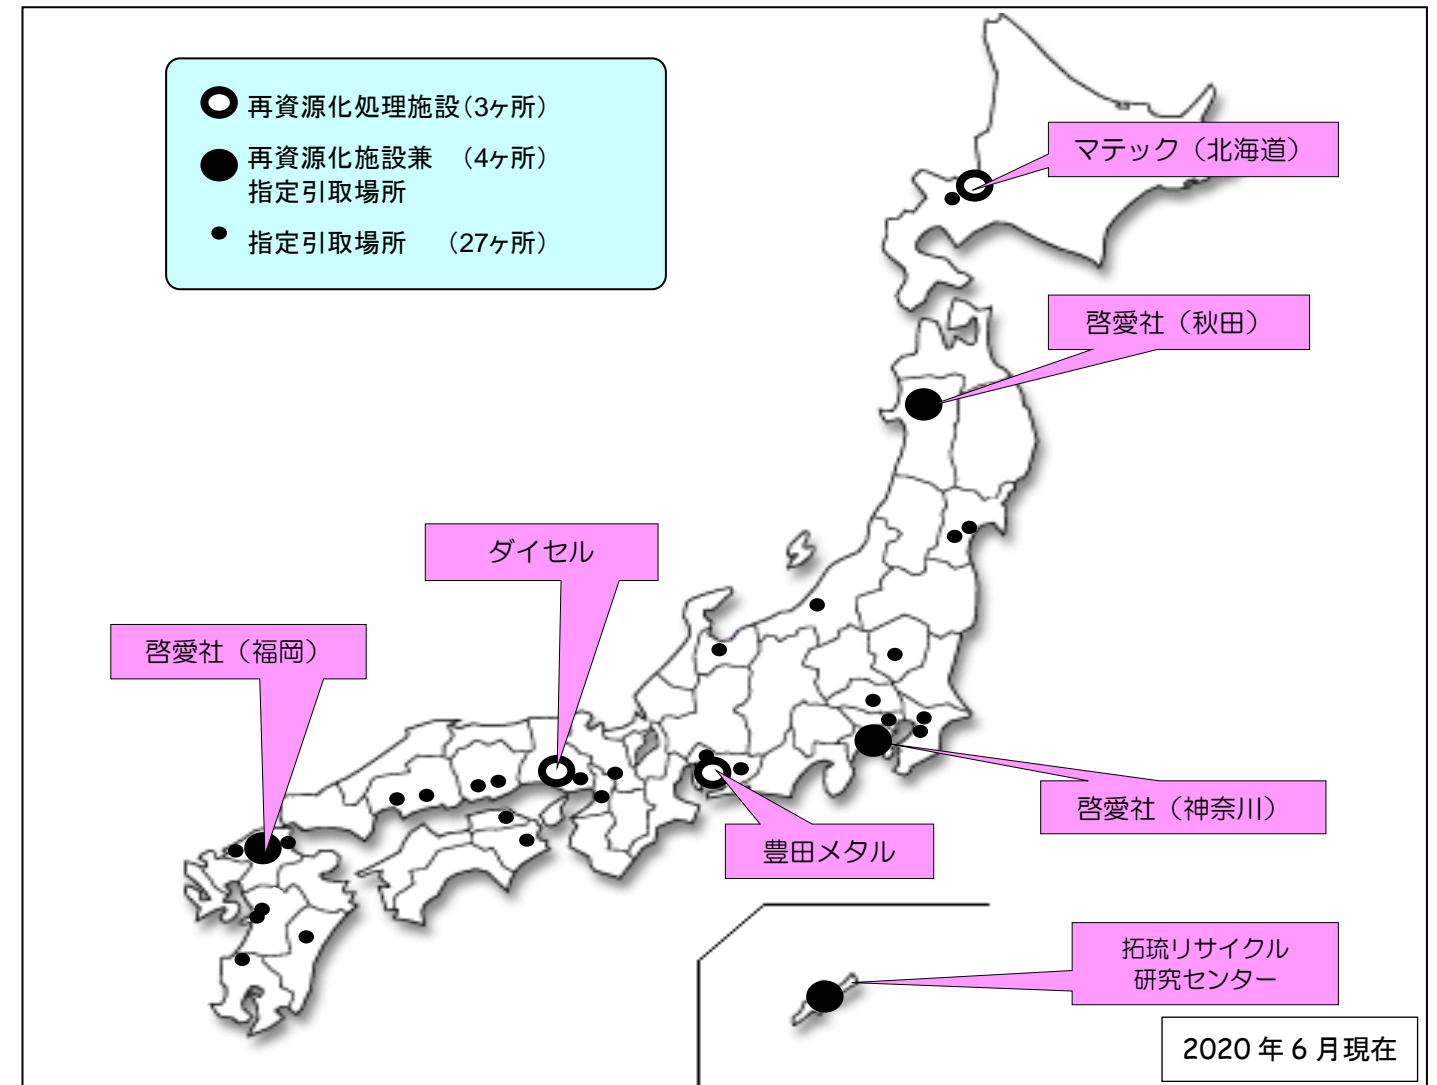 再資源化処理施設（3ヶ所）
再資源化施設兼　（4ヶ所）
指定引取場所
指定引取場所　（27ヶ所）
マテック（北海道）
啓愛社（秋田）
ダイセル
啓愛社（福岡）
啓愛社（神奈川）
豊田メタル
拓琉リサイクル
研究センター
2020年6月現在